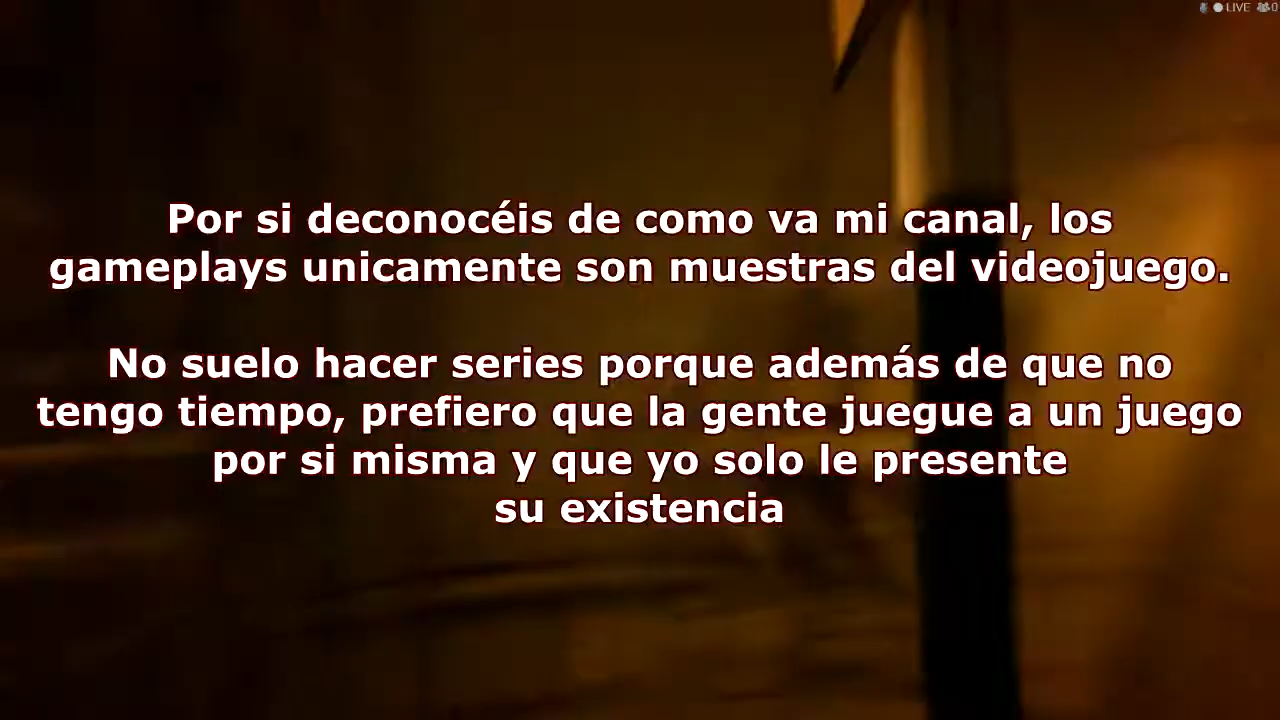 LIVE 0
Por si deconocéis de como va mi canal, los
gameplays unicamente son muestras del videojuego.
No suelo hacer series porque además de que no
tengo tiempo, prefiero que la gente juegue a un juego
por si misma y que yo solo le presente
su existencia